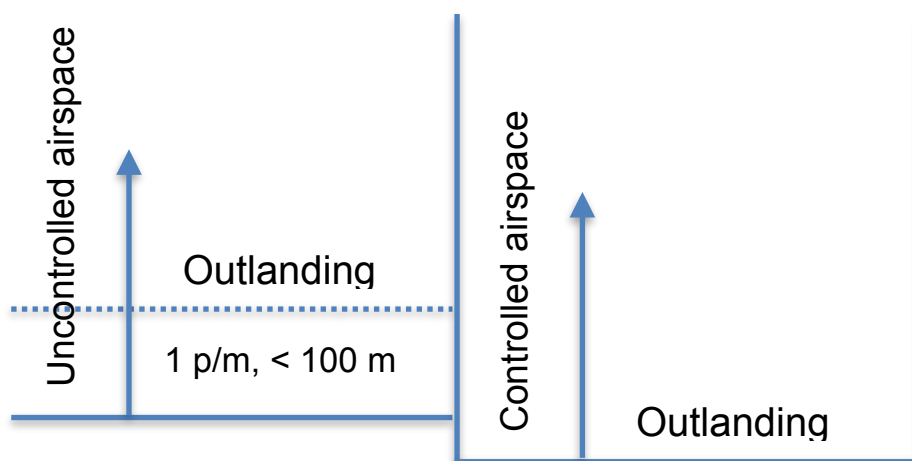 Uncontrolled airspace
Outlanding
1 p/m, < 100 m
Controlled airspace
Outlanding